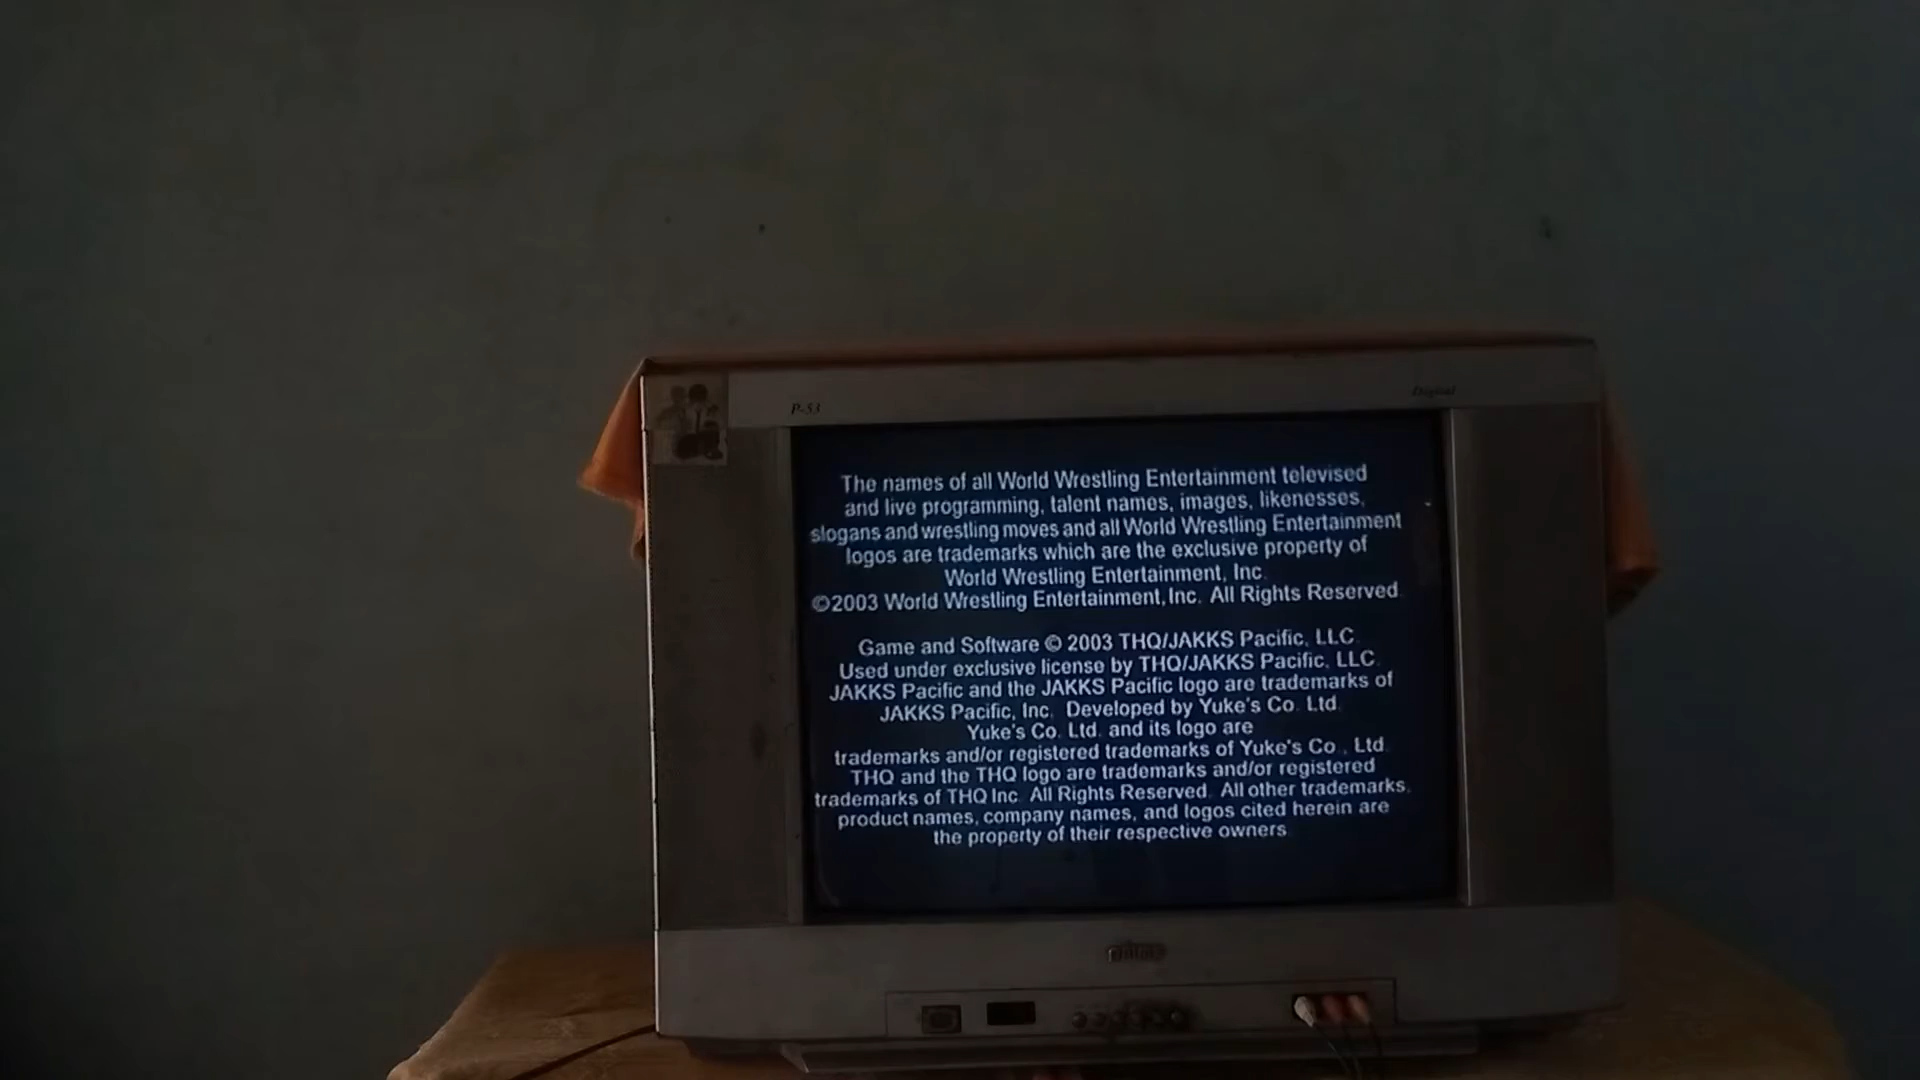 P-53
Digital
The names of all World Wrestling Entertainment televised
and live programming, talent names, images, likenesses,
slogans and wrestling moves and all World Wrestling Entertainment
logos are trademarks which are the exclusive property of
World Wrestling Entertainment, Inc.
©2003 World Wrestling Entertainment, Inc. All Rights Reserved.
Game and Software © 2003 THQ/JAKKS Pacific, LLC.
Used under exclusive license by THQ/JAKKS Pacific, LLC.
JAKKS Pacific and the JAKKS Pacific logo are trademarks of
JAKKS Pacific, Inc. Developed by Yuke's Co. Ltd.
Yuke's Co. Ltd. and its logo are
trademarks and/or registered trademarks of Yuke's Co., Ltd.
THQ and the THQ logo are trademarks and/or registered
trademarks of THQ Inc. All Rights Reserved. All other trademarks,
product names, company names, and logos cited herein are
the property of their respective owners.